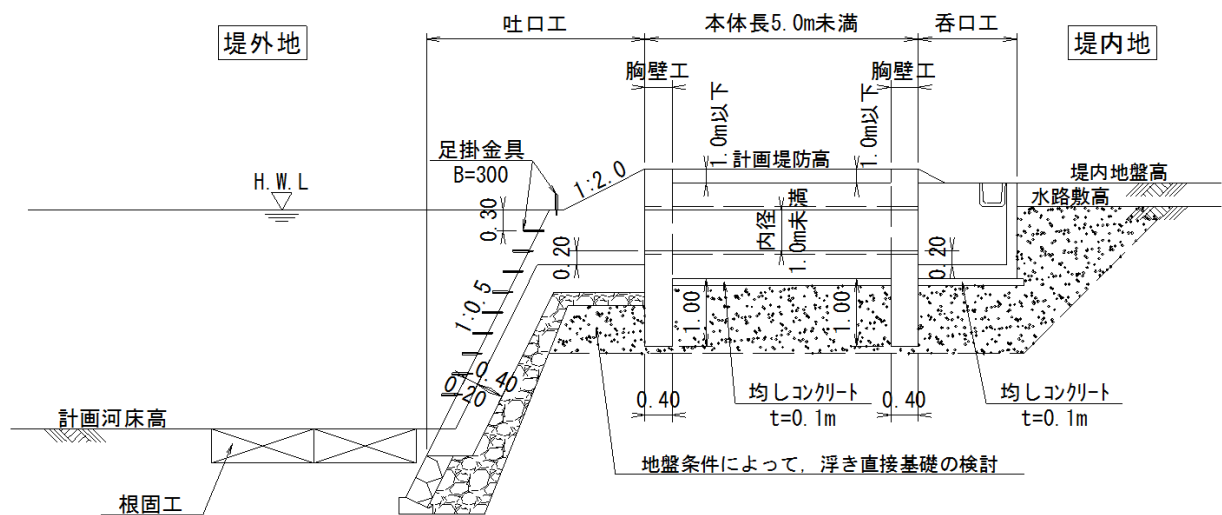 堤外地
吐口工
本体長5.0m未満
呑口工
堤内地
胸壁工
胸壁工
1.0m以下
1.0m以下
足掛金具
B=300
1:2.0
計画堤防高
堤内地盤高
H.W.L
水路敷高
0.30
内径
1.0m未満
0.20
0.20
1:0.5
1.00
1.00
0.40
0.20
計画河床高
0.40
均しコンクリート
t=0.1m
0.40
均しコンクリート
t=0.1m
地盤条件によって，浮き直接基礎の検討
根固工